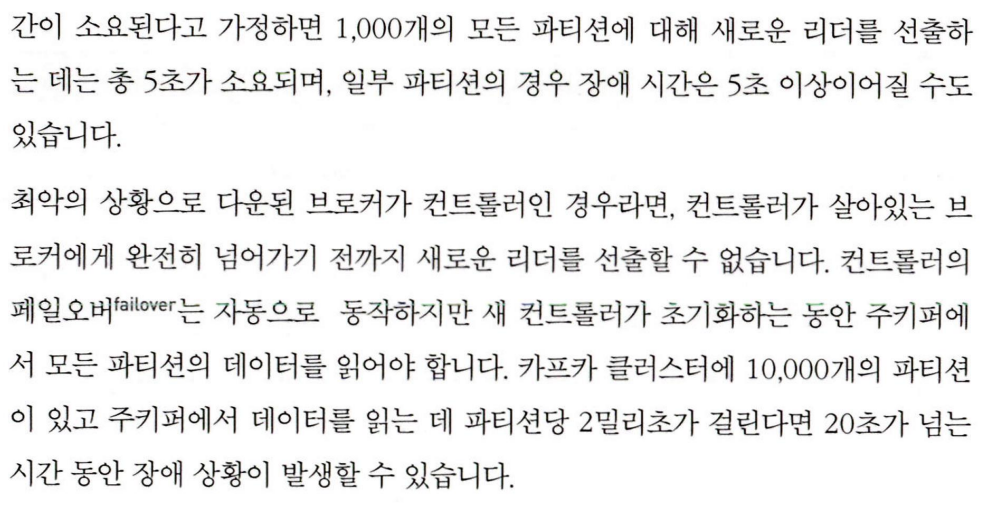 간이 소요된다고 가정하면 1,000개의 모든 파티션에 대해 새로운 리더를 선출하
는 데는 총 5초가 소요되며, 일부 파티션의 경우 장애 시간은 5초 이상이어질 수도
있습니다.
최악의 상황으로 다운된 브로커가 컨트롤러인 경우라면, 컨트롤러가 살아있는 브
로커에게 완전히 넘어가기 전까지 새로운 리더를 선출할 수 없습니다. 컨트롤러의
페일오버failover는 자동으로 동작하지만 새 컨트롤러가 초기화하는 동안 주키퍼에
서 모든 파티션의 데이터를 읽어야 합니다. 카프카 클러스터에 10,000개의 파티션
이 있고 주키퍼에서 데이터를 읽는 데 파티션당 2밀리초가 걸린다면 20초가 넘는
시간 동안 장애 상황이 발생할 수 있습니다.